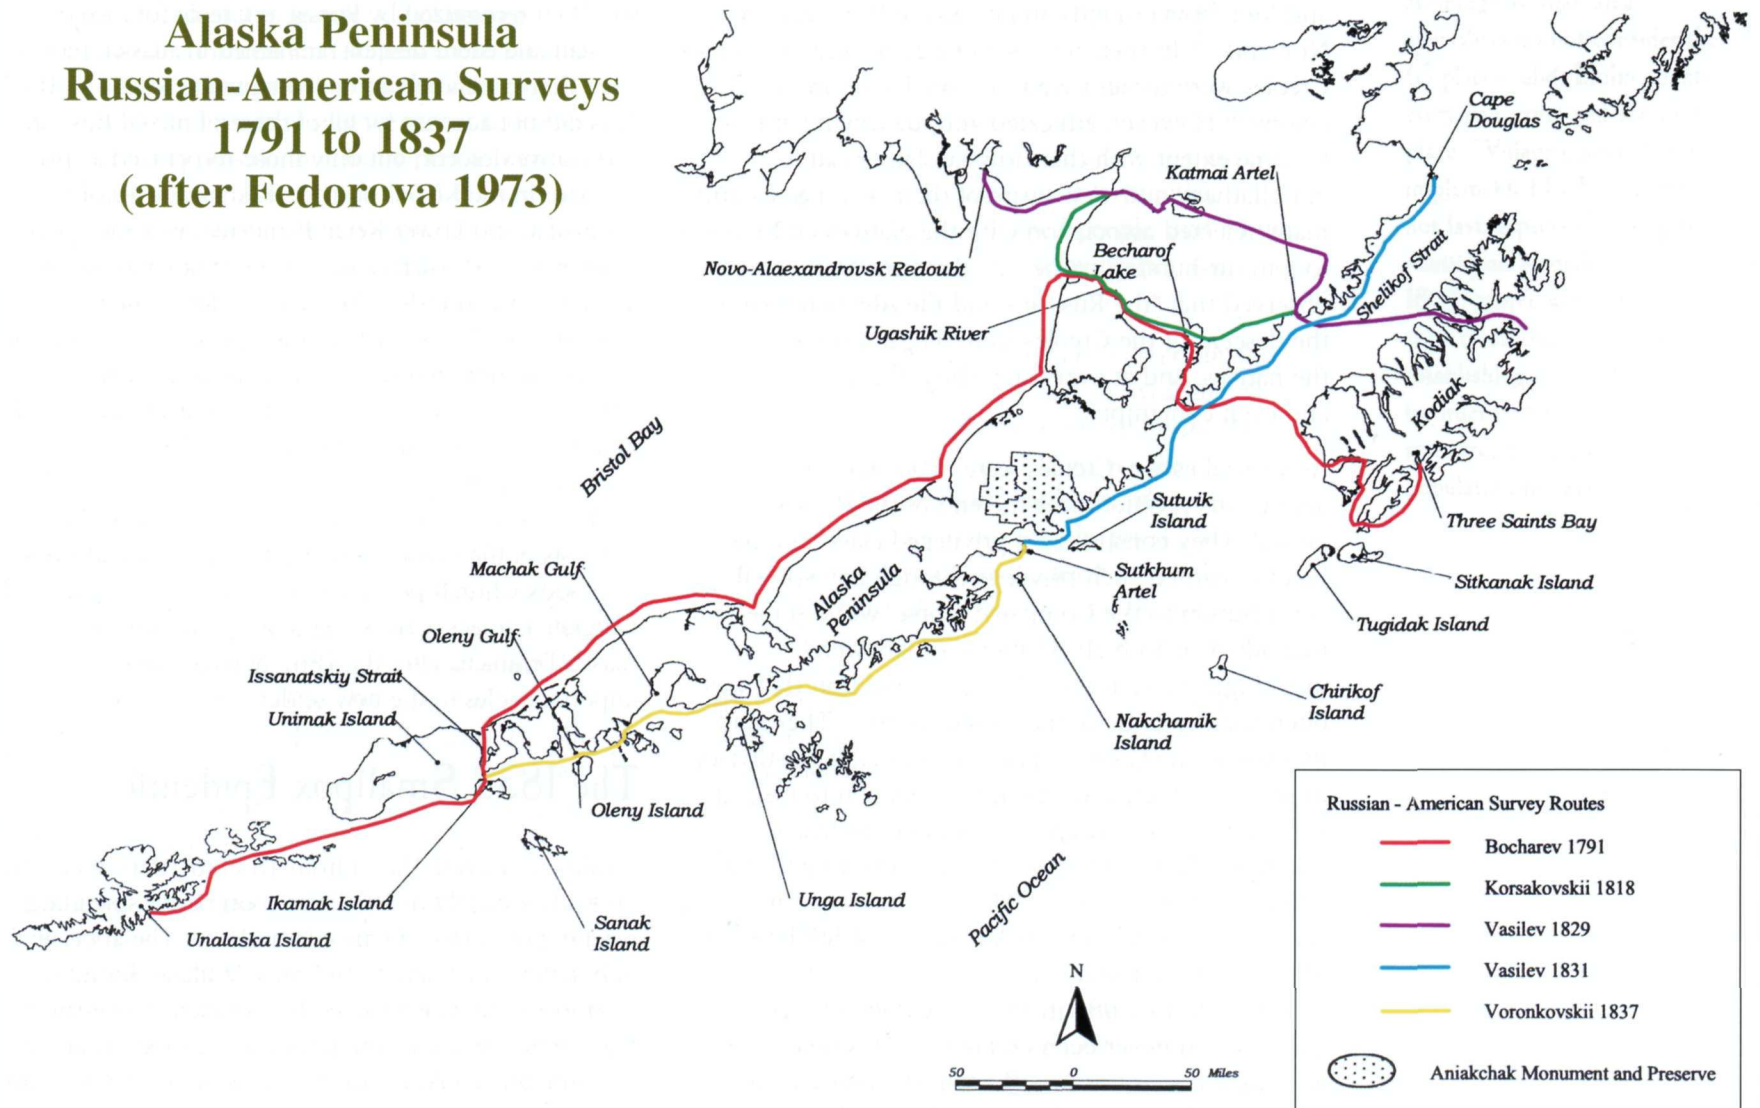 Alaska Peninsula
Russian-American Surveys
1791 to 1837
(after Fedorova 1973)
Cape
Douglas
Katmai Artel
Novo-Alaexandrovsk Redoubt
Becharof
Lake
Shelikof Strait
Ugashik River
Kodiak
Bristol Bay
Three Saints Bay
Sutwik
Island
Machak Gulf
Sutkhum
Artel
Sitkanak Island
Alaska
Peninsula
Tugidak Island
Oleny Gulf
Issanatskiy Strait
Unimak Island
Chirikof
Island
Nakchamik
Island
Oleny Island
Ikamak Island
Unga Island
Sanak
Island
Unalaska Island
Pacific Ocean
N
50 0 50 Miles
Russian - American Survey Routes
Bocharev 1791
Korsakovskii 1818
Vasilev 1829
Vasilev 1831
Voronkovskii 1837
Aniakchak Monument and Preserve